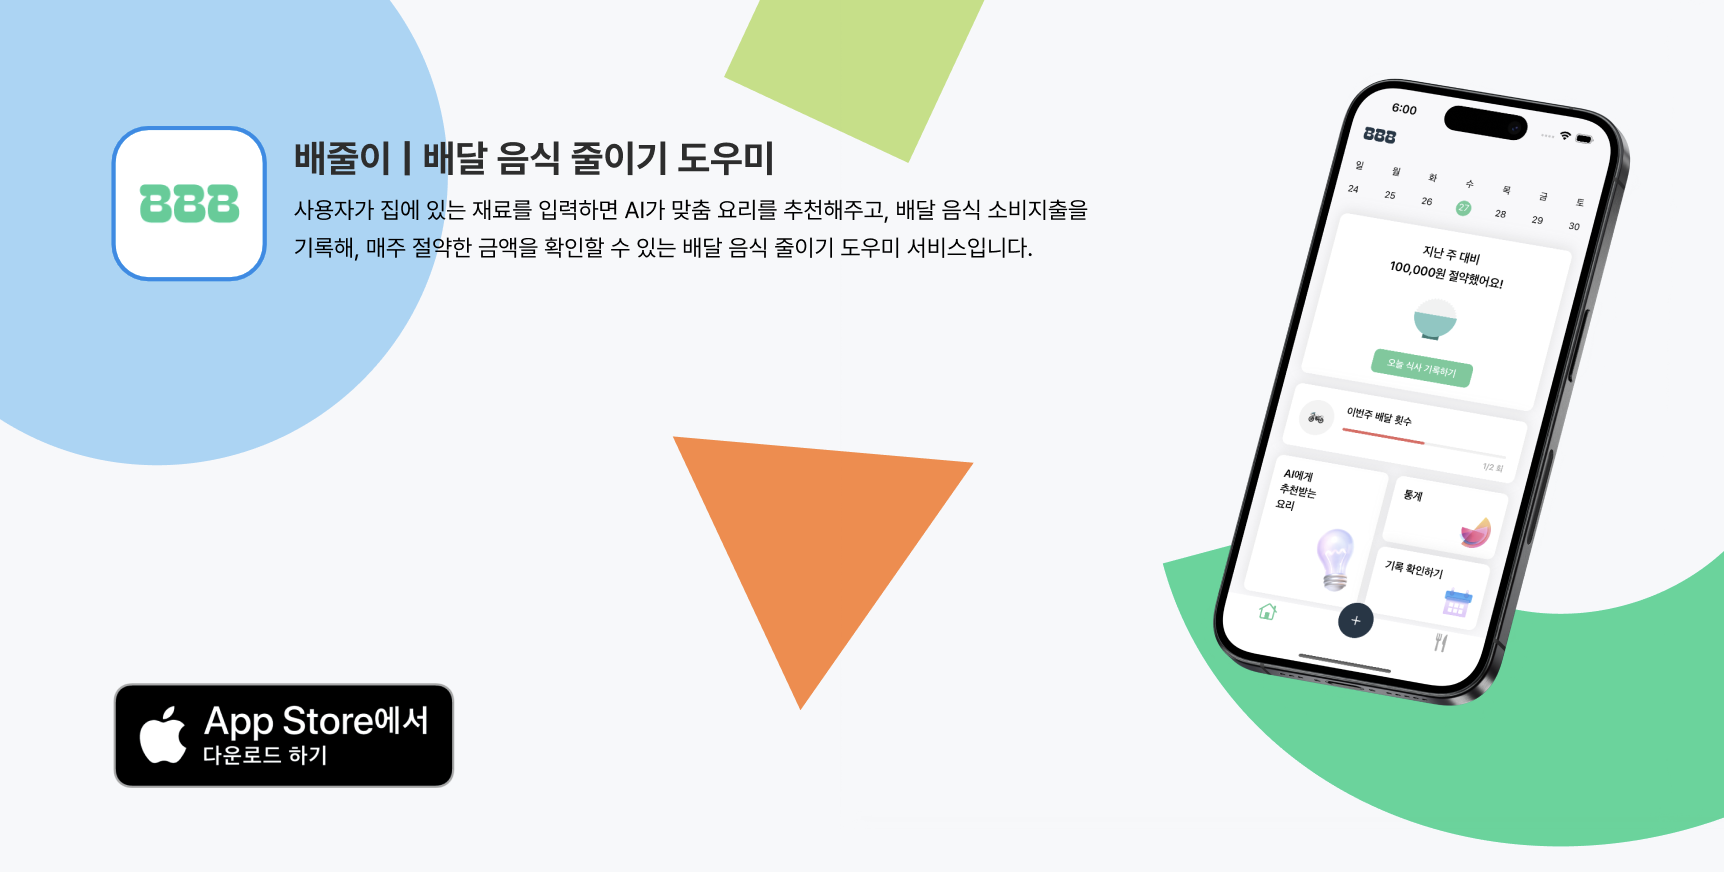 888
배줄이 | 배달 음식 줄이기 도우미
사용자가 집에 있는 재료를 입력하면 AI가 맞춤 요리를 추천해주고, 배달 음식 소비지출을
기록해, 매주 절약한 금액을 확인할 수 있는 배달 음식 줄이기 도우미 서비스입니다.
App Store에서
다운로드 하기
6:00
888
일 월 화 수 목 금 토
24 25 26 27 28 29 30
지난 주 대비
100,000원 절약했어요!
오늘 식사 기록하기
이번주 배달 횟수
1/2 회
AI에게
추천받는
요리
통계
기록 확인하기
+